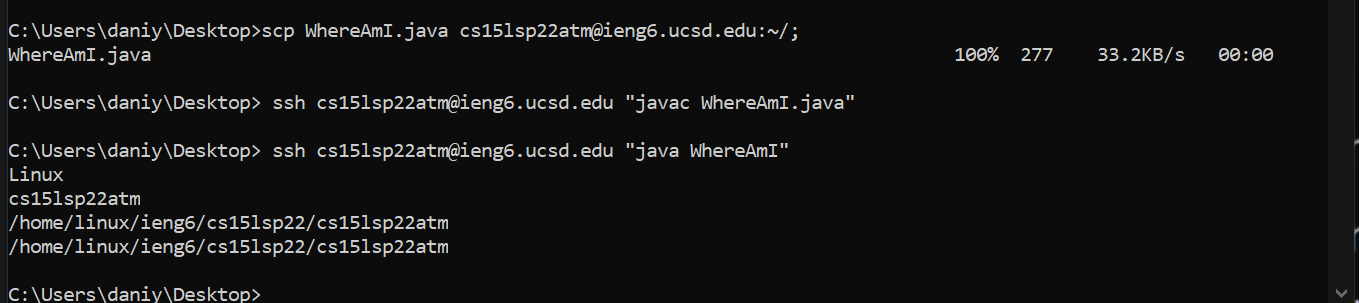 C:\Users\daniy\Desktop>scp WhereAmI.java cs15lsp22atm@ieng6.ucsd.edu:~/;
WhereAmI.java 100% 277 33.2KB/s 00:00
C:\Users\daniy\Desktop> ssh cs15lsp22atm@ieng6.ucsd.edu "javac WhereAmI.java"
C:\Users\daniy\Desktop> ssh cs15lsp22atm@ieng6.ucsd.edu "java WhereAmI"
Linux
cs15lsp22atm
/home/linux/ieng6/cs15lsp22/cs15lsp22atm
/home/linux/ieng6/cs15lsp22/cs15lsp22atm
C:\Users\daniy\Desktop>